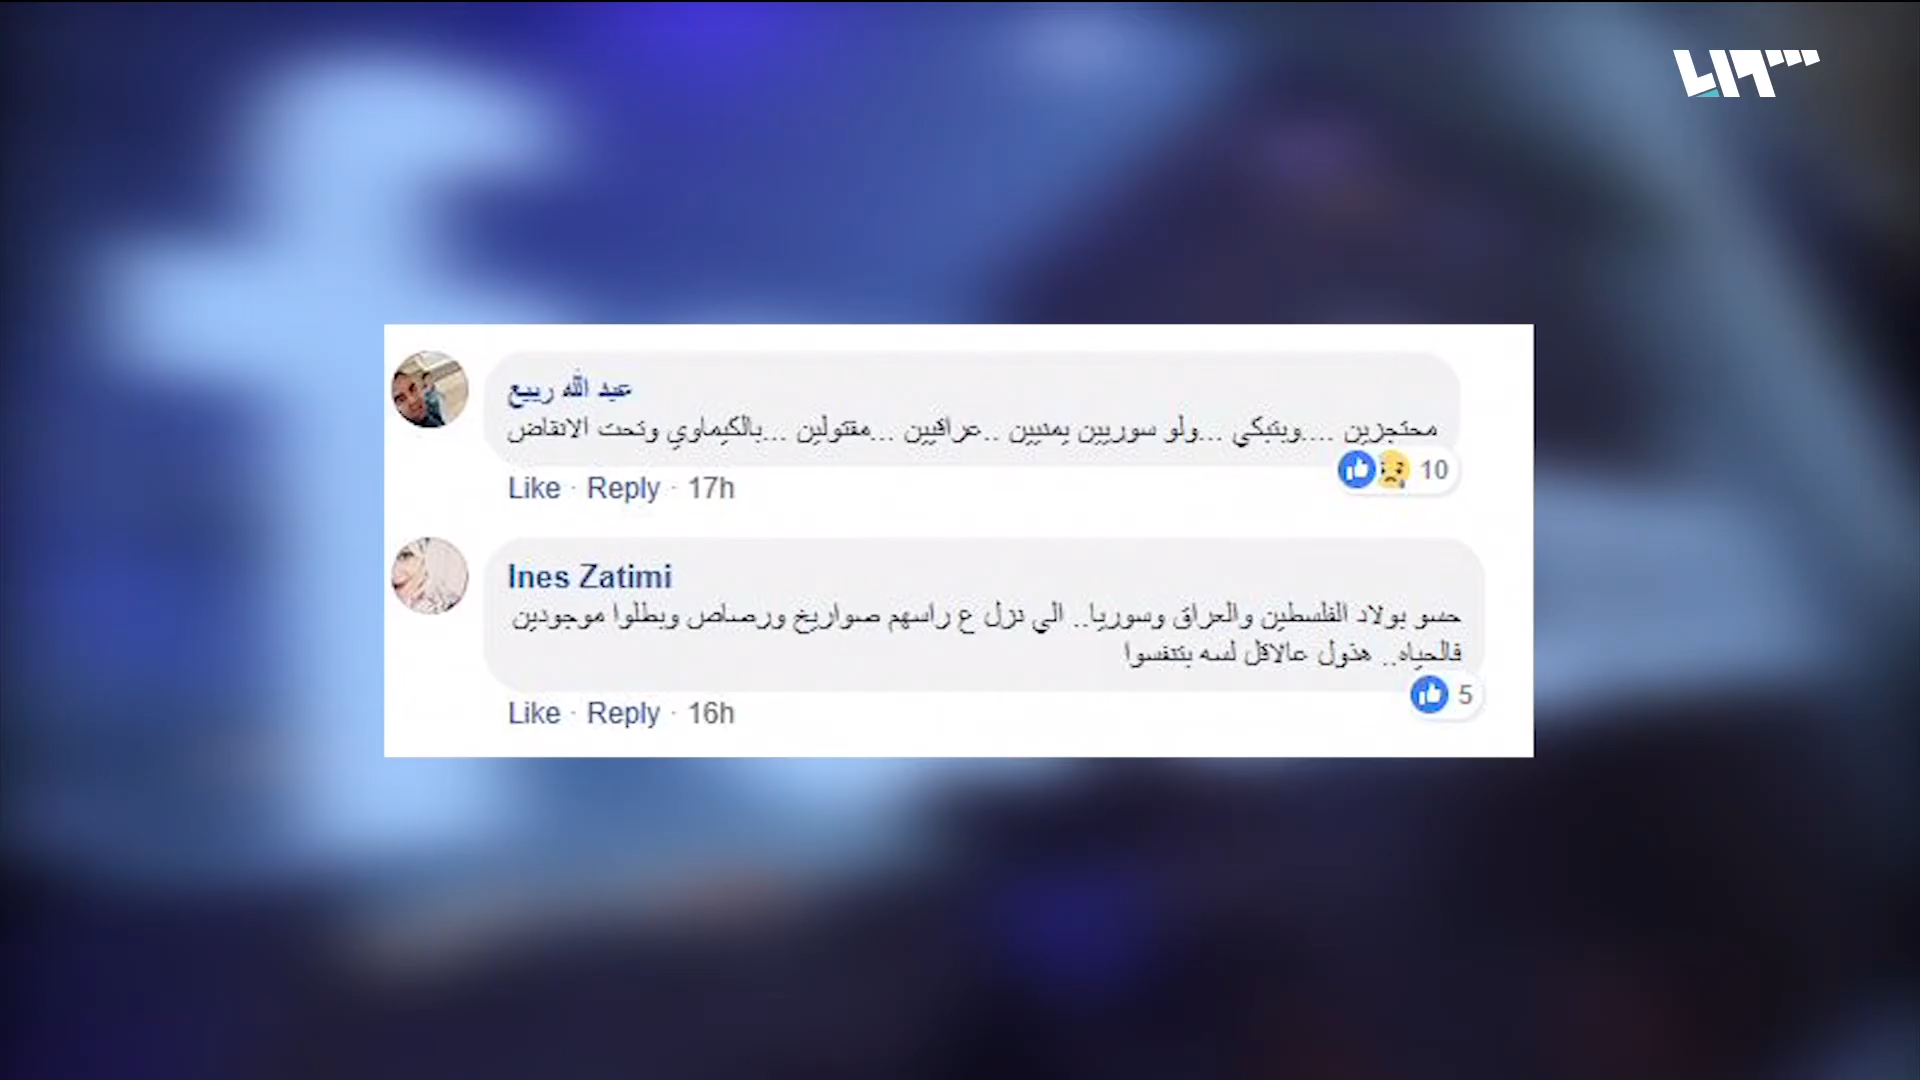 عبد الله ربيع
محتجزين ....وبتبكي ...ولو سوريين يمنيين ..عراقيين ...مقتولين ...بالكيماوي وتحت الانقاض
10
Like · Reply · 17h
Ines Zatimi
حسو بولاد الفلسطين والعراق وسوريا.. الي نزل ع راسهم صواريخ ورصاص وبطلوا موجودين
فالحياه.. هذول عالاقل لسه بتتفسوا
5
Like · Reply · 16h